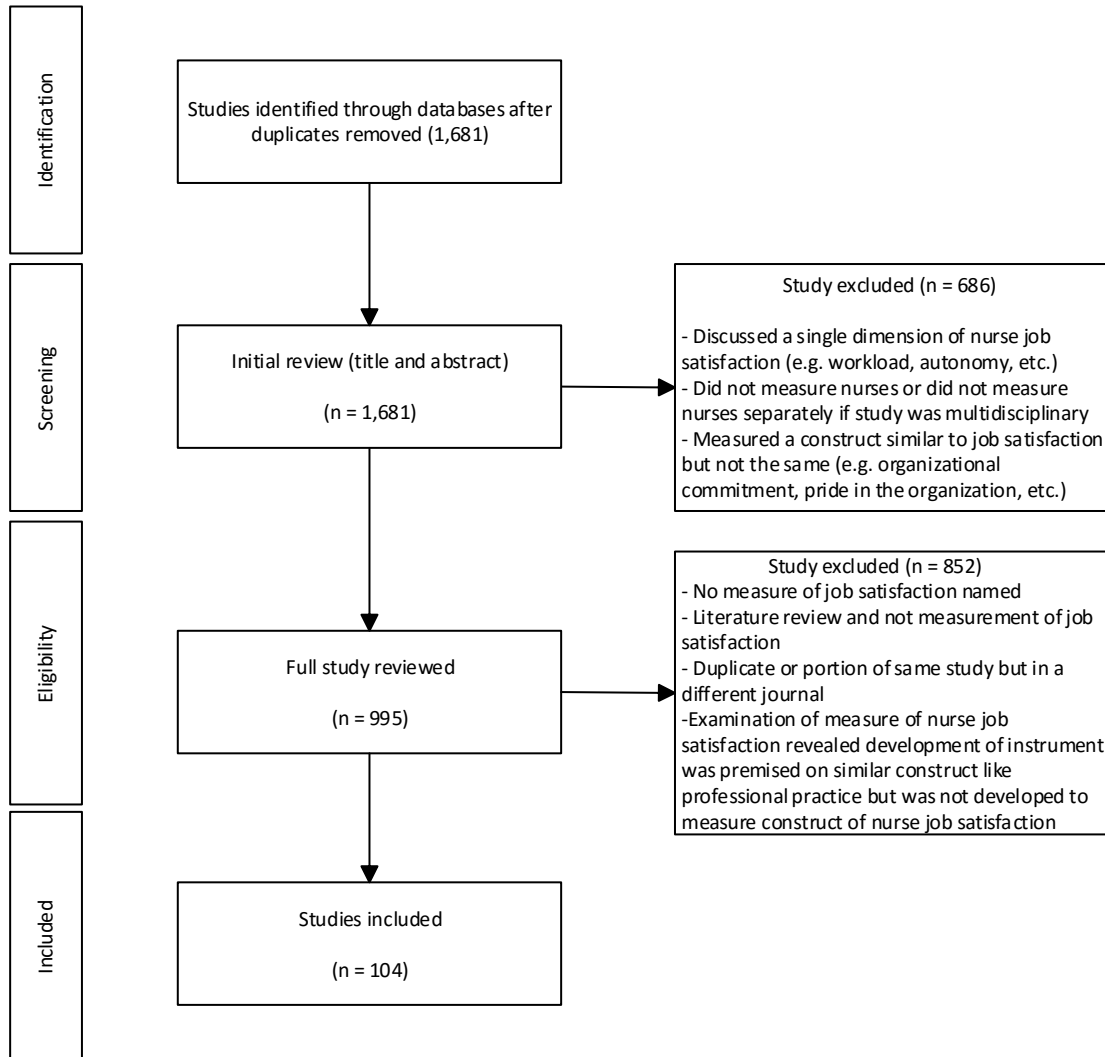 Identification
Studies identified through databases after
duplicates removed (1,681)
Screening
Initial review (title and abstract)
(n = 1,681)
Study excluded (n = 686)
- Discussed a single dimension of nurse job
satisfaction (e.g. workload, autonomy, etc.)
- Did not measure nurses or did not measure
nurses separately if study was multidisciplinary
- Measured a construct similar to job satisfaction
but not the same (e.g. organizational
commitment, pride in the organization, etc.)
Eligibility
Full study reviewed
(n = 995)
Study excluded (n = 852)
- No measure of job satisfaction named
- Literature review and not measurement of job
satisfaction
- Duplicate or portion of same study but in a
different journal
-Examination of measure of nurse job
satisfaction revealed development of instrument
was premised on similar construct like
professional practice but was not developed to
measure construct of nurse job satisfaction
Included
Studies included
(n = 104)